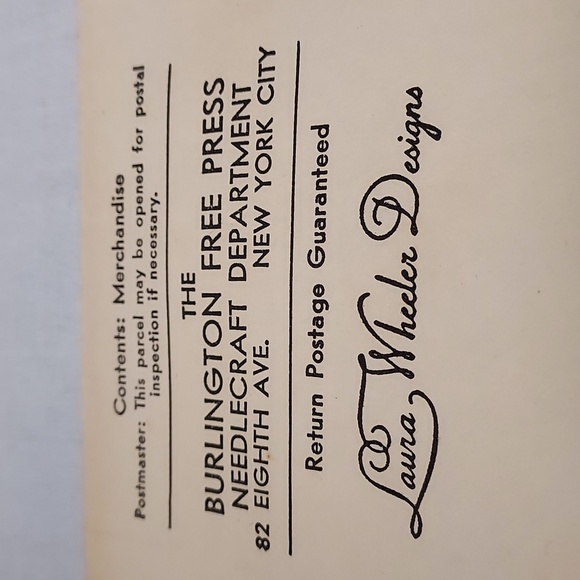 Contents: Merchandise
Postmaster: This parcel may be opened for postal
inspection if necessary.
THE
BURLINGTON FREE PRESS
NEEDLECRAFT DEPARTMENT
82 EIGHTH AVE. NEW YORK CITY
Return Postage Guaranteed
Laura Wheeler Designs